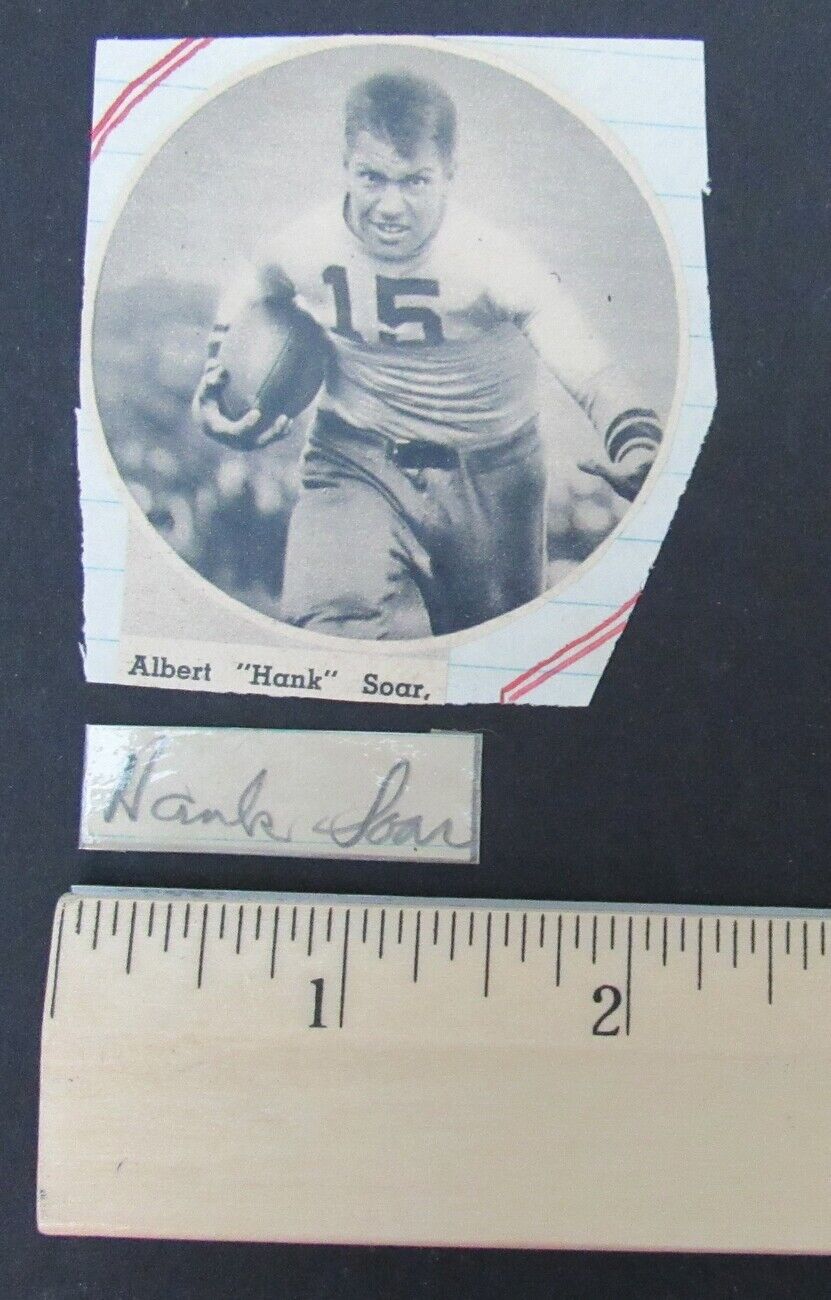 15
Albert "Hank" Soar,
Hank Soar
1 2